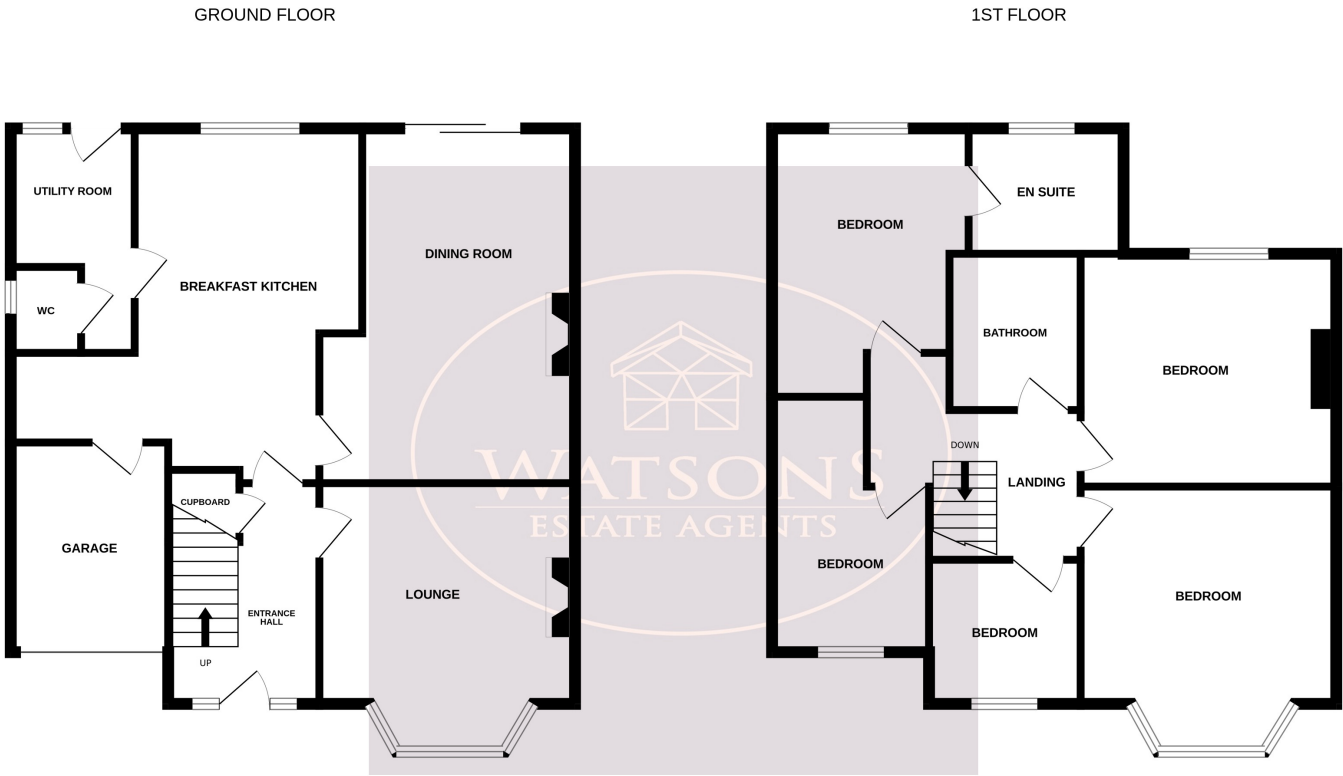 GROUND FLOOR
UTILITY ROOM
WC
BREAKFAST KITCHEN
DINING ROOM
GARAGE
CUPBOARD
ENTRANCE
HALL
UP
LOUNGE
1ST FLOOR
BEDROOM
EN SUITE
BATHROOM
BEDROOM
DOWN
LANDING
BEDROOM
BEDROOM
BEDROOM
WATSONS
ESTATE AGENTS